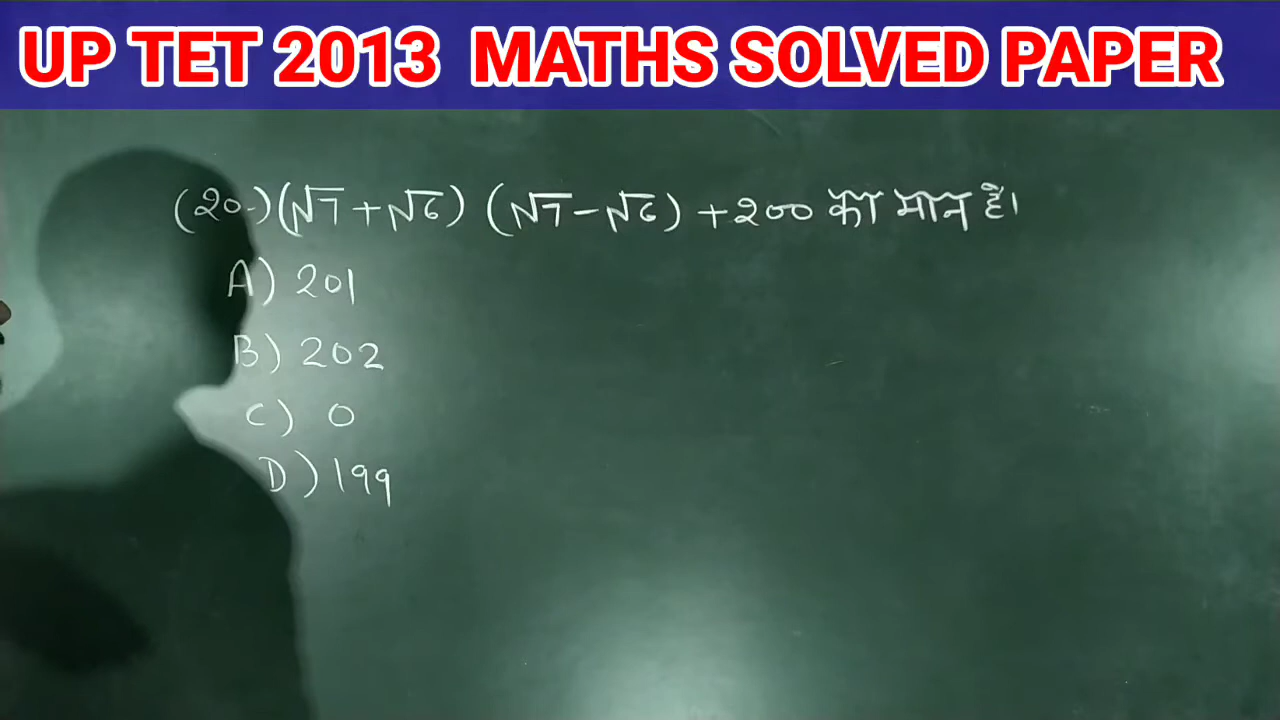 UP TET 2013 MATHS SOLVED PAPER
(20-) (√7 + √6) (√7 - √6) + 200 का मान है।
A) 201
B) 202
C) 0
D) 199